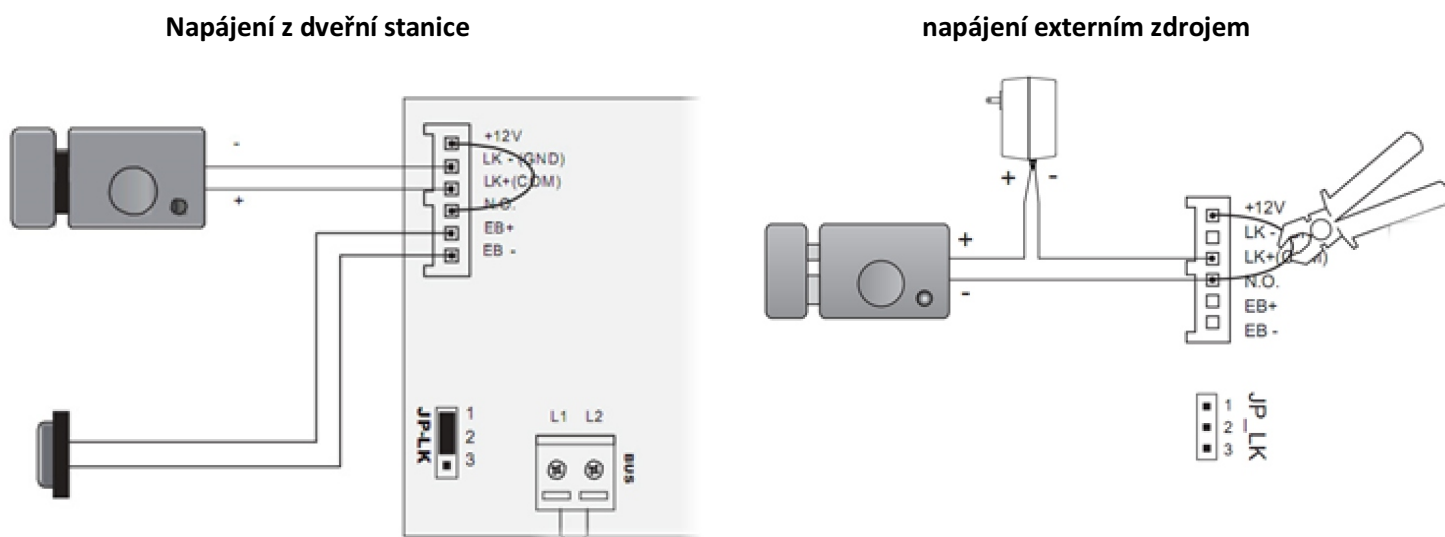 Napájení z dveřní stanice
napájení externím zdrojem
-
+
+12V
LK - (GND)
LK+(COM)
N.O.
EB+
EB -
JP-LK
1
2
3
L1 L2
BUS
+ -
+
-
+12V
LK -
LK+(
M)
N.O.
EB+
EB -
1
2
3
JP_LK